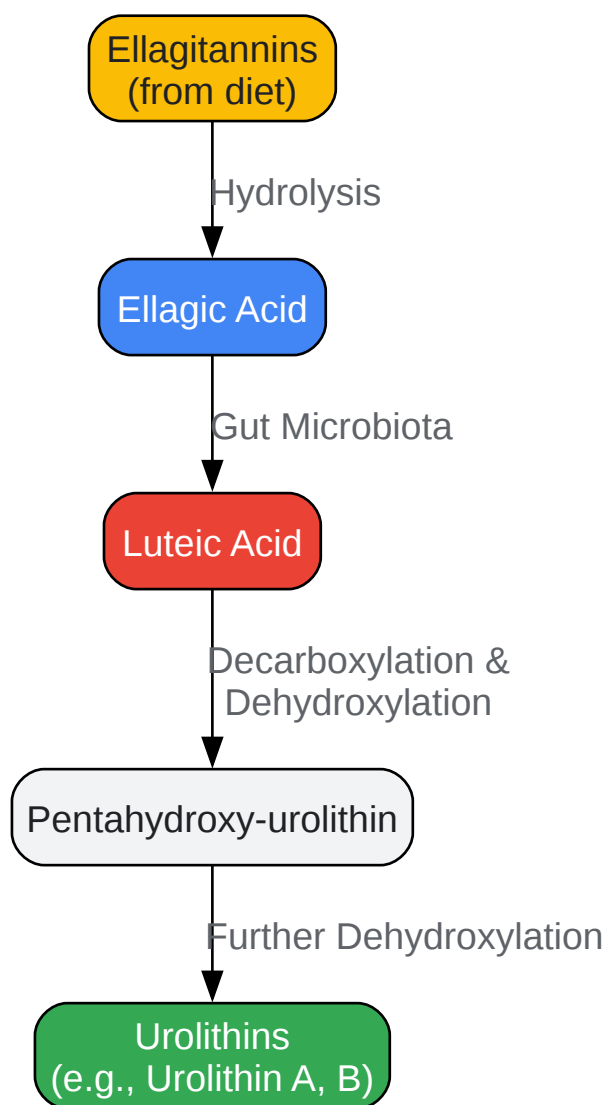 Ellagitannins
(from diet)
Hydrolysis
Ellagic Acid
Gut Microbiota
Luteic Acid
Decarboxylation &
Dehydroxylation
Pentahydroxy-urolithin
Further Dehydroxylation
Urolithins
(e.g., Urolithin A, B)